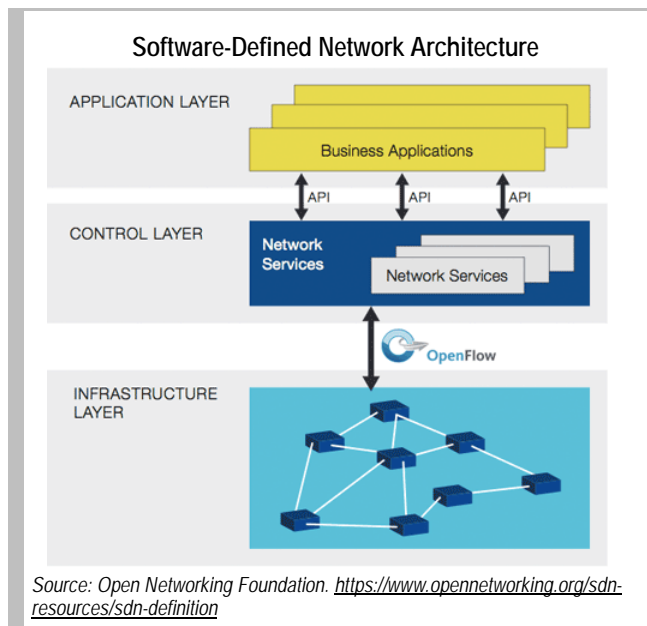 Software-Defined Network Architecture
APPLICATION LAYER
Business Applications
API API API
CONTROL LAYER
Network
Services
Network Services
OpenFlow
INFRASTRUCTURE
LAYER
Source: Open Networking Foundation. https://www.opennetworking.org/sdn-
resources/sdn-definition